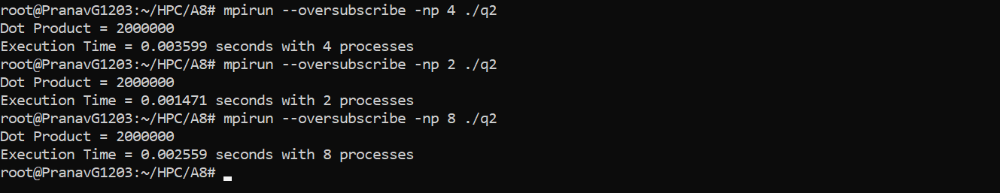 root@PranavG1203:~/HPC/A8# mpirun --oversubscribe -np 4 ./q2
Dot Product = 2000000
Execution Time = 0.003599 seconds with 4 processes
root@PranavG1203:~/HPC/A8# mpirun --oversubscribe -np 2 ./q2
Dot Product = 2000000
Execution Time = 0.001471 seconds with 2 processes
root@PranavG1203:~/HPC/A8# mpirun --oversubscribe -np 8 ./q2
Dot Product = 2000000
Execution Time = 0.002559 seconds with 8 processes
root@PranavG1203:~/HPC/A8#